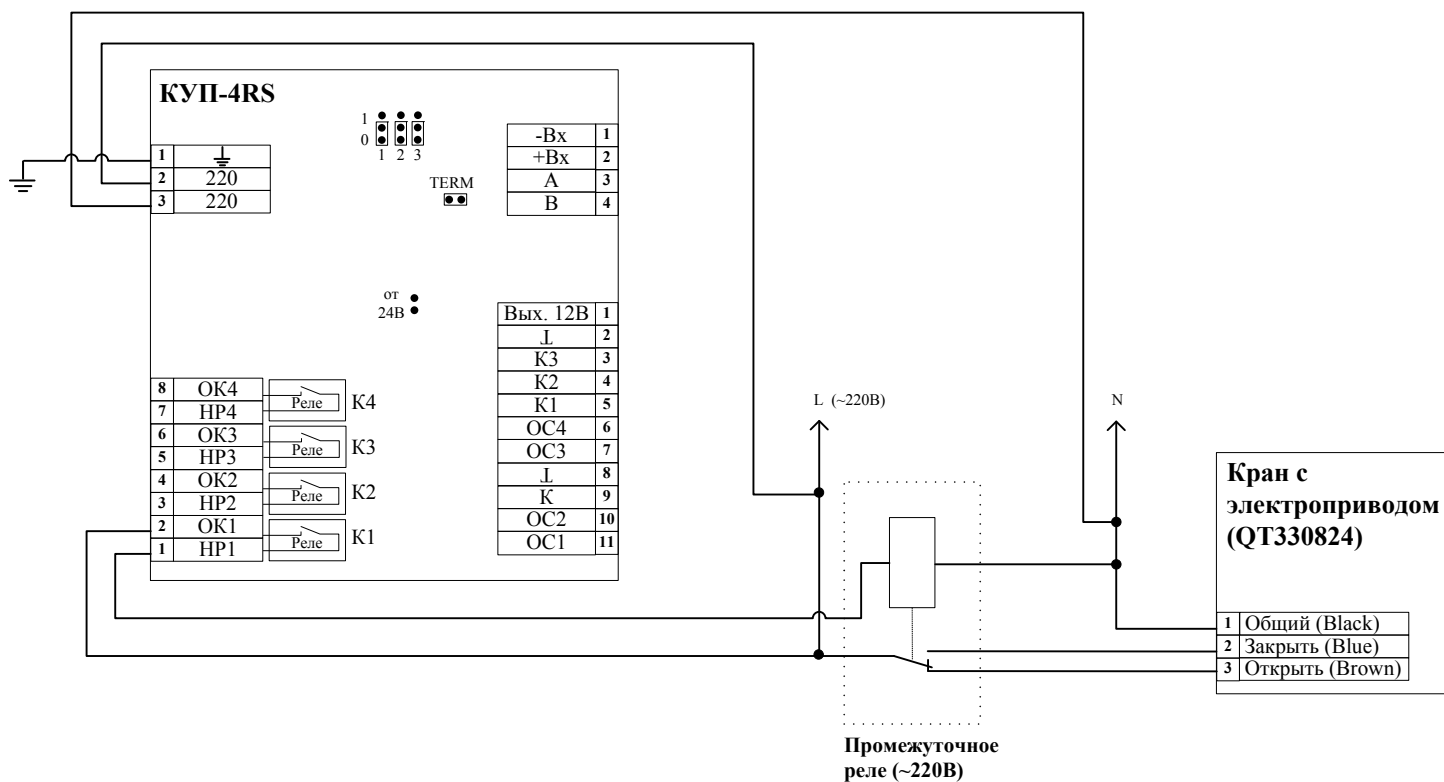 КУП-4RS
1
0
1 2 3
TERM
от
24В
1 ⏚
2 220
3 220
-Вх 1
+Вх 2
А 3
В 4
Вых. 12В 1
⊥ 2
К3 3
К2 4
К1 5
ОС4 6
ОС3 7
⊥ 8
К 9
ОС2 10
ОС1 11
8 ОК4
7 НР4
Реле К4
6 ОК3
5 НР3
Реле К3
4 ОК2
3 НР2
Реле К2
2 ОК1
1 НР1
Реле К1
L (~220В)
N
Кран с
электроприводом
(QT330824)
1 Общий (Black)
2 Закрыть (Blue)
3 Открыть (Brown)
Промежуточное
реле (~220В)